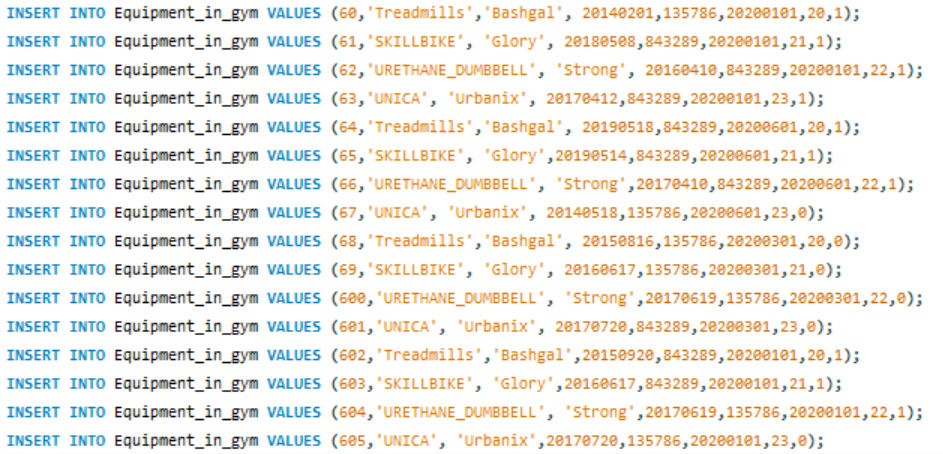 INSERT INTO Equipment_in_gym VALUES (60,'Treadmills','Bashgal', 20140201,135786,20200101,20,1);
INSERT INTO Equipment_in_gym VALUES (61,'SKILLBIKE', 'Glory', 20180508,843289,20200101,21,1);
INSERT INTO Equipment_in_gym VALUES (62,'URETHANE_DUMBBELL', 'Strong', 20160410,843289,20200101,22,1);
INSERT INTO Equipment_in_gym VALUES (63,'UNICA', 'Urbanix', 20170412,843289,20200101,23,1);
INSERT INTO Equipment_in_gym VALUES (64,'Treadmills','Bashgal', 20190518,843289,20200601,20,1);
INSERT INTO Equipment_in_gym VALUES (65,'SKILLBIKE', 'Glory',20190514,843289,20200601,21,1);
INSERT INTO Equipment_in_gym VALUES (66,'URETHANE_DUMBBELL', 'Strong',20170410,843289,20200601,22,1);
INSERT INTO Equipment_in_gym VALUES (67,'UNICA', 'Urbanix', 20140518,135786,20200601,23,0);
INSERT INTO Equipment_in_gym VALUES (68,'Treadmills','Bashgal', 20150816,135786,20200301,20,0);
INSERT INTO Equipment_in_gym VALUES (69,'SKILLBIKE', 'Glory', 20160617,135786,20200301,21,0);
INSERT INTO Equipment_in_gym VALUES (600,'URETHANE_DUMBBELL', 'Strong',20170619,135786,20200301,22,0);
INSERT INTO Equipment_in_gym VALUES (601,'UNICA', 'Urbanix', 20170720,843289,20200301,23,0);
INSERT INTO Equipment_in_gym VALUES (602,'Treadmills','Bashgal',20150920,843289,20200101,20,1);
INSERT INTO Equipment_in_gym VALUES (603,'SKILLBIKE', 'Glory',20160617,843289,20200101,21,1);
INSERT INTO Equipment_in_gym VALUES (604,'URETHANE_DUMBBELL', 'Strong',20170619,135786,20200101,22,1);
INSERT INTO Equipment_in_gym VALUES (605,'UNICA', 'Urbanix',20170720,135786,20200101,23,0);